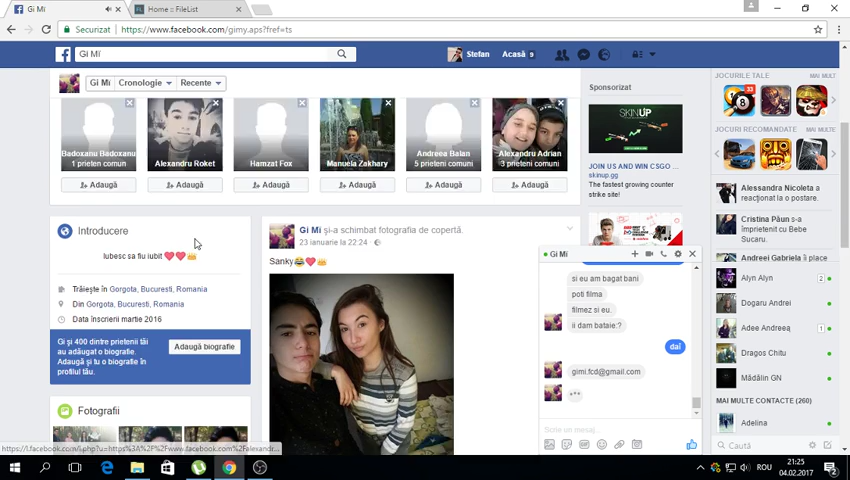 Gi Mi
Home :: FileList
Securizat
https://www.facebook.com/gimy.aps?fref=ts
Gi Mi
Stefan
Acasă 9
Gi Mi
Cronologie
Recente
Badoxanu Badoxanu
1 prieten comun
Alexandru Roket
Hamzat Fox
Manuela Zakhary
Andreea Balan
5 prieteni comuni
Alexandru Adrian
3 prieteni comuni
Adaugă
Adaugă
Adaugă
Adaugă
Adaugă
Adaugă
Introducere
Iubesc sa fiu iubit
Trăiește în Gorgota, Bucuresti, Romania
Din Gorgota, Bucuresti, Romania
Data înscrierii martie 2016
Gi și 400 dintre prietenii tăi
au adăugat o biografie.
Adaugă și tu o biografie în
profilul tău.
Adaugă biografie
Fotografii
Gi Mi și-a schimbat fotografia de copertă.
23 ianuarie la 22:24
Sanky
Sponsorizat
SKINUP
JOIN US AND WIN CSGO ...
skinup.gg
The fastest growing counter
strike site!
Gi Mi
si eu am bagat bani
poti filma
filmez si eu.
ii dam bataie:?
daî
gimi.fcd@gmail.com
Scrie un mesaj...
JOCURILE TALE
MAI MULT
33
JOCURI RECOMANDATE
MAI MULTE
Alessandra Nicoleta a
reacționat la o postare.
Cristina Păun s-a
împrietenit cu Bebe
Sucaru.
Andreei Gabriela îi place
Alyn Alyn
2
Dogaru Andrei
Adee Andreea
1
Dragos Chitu
Mădălin GN
MAI MULTE CONTACTE (260)
Adelina
Caută
ROU
21:25
04.02.2017
2